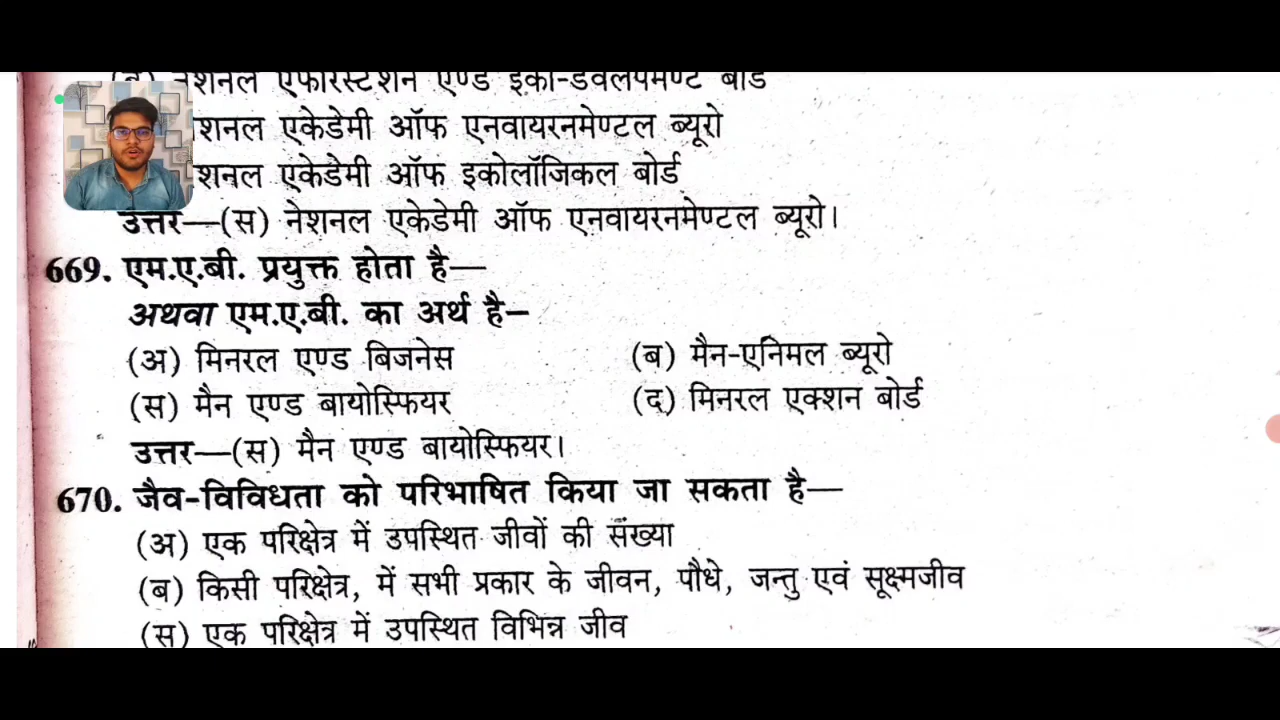 एफॉरेस्टेशन एण्ड इको-डेवलपमेण्ट बोर्ड
शनल एकेडेमी ऑफ एनवायरनमेण्टल ब्यूरो
शनल एकेडेमी ऑफ इकोलॉजिकल बोर्ड
उत्तर—(स) नेशनल एकेडेमी ऑफ एनवायरनमेण्टल ब्यूरो।
669. एम.ए.बी. प्रयुक्त होता है—
अथवा एम.ए.बी. का अर्थ है–
(अ) मिनरल एण्ड बिजनेस (ब) मैन-एनिमल ब्यूरो
(स) मैन एण्ड बायोस्फियर (द) मिनरल एक्शन बोर्ड
उत्तर—(स) मैन एण्ड बायोस्फियर।
670. जैव-विविधता को परिभाषित किया जा सकता है—
(अ) एक परिक्षेत्र में उपस्थित जीवों की संख्या
(ब) किसी परिक्षेत्र, में सभी प्रकार के जीवन, पौधे, जन्तु एवं सूक्ष्मजीव
(स) एक परिक्षेत्र में उपस्थित विभिन्न जीव